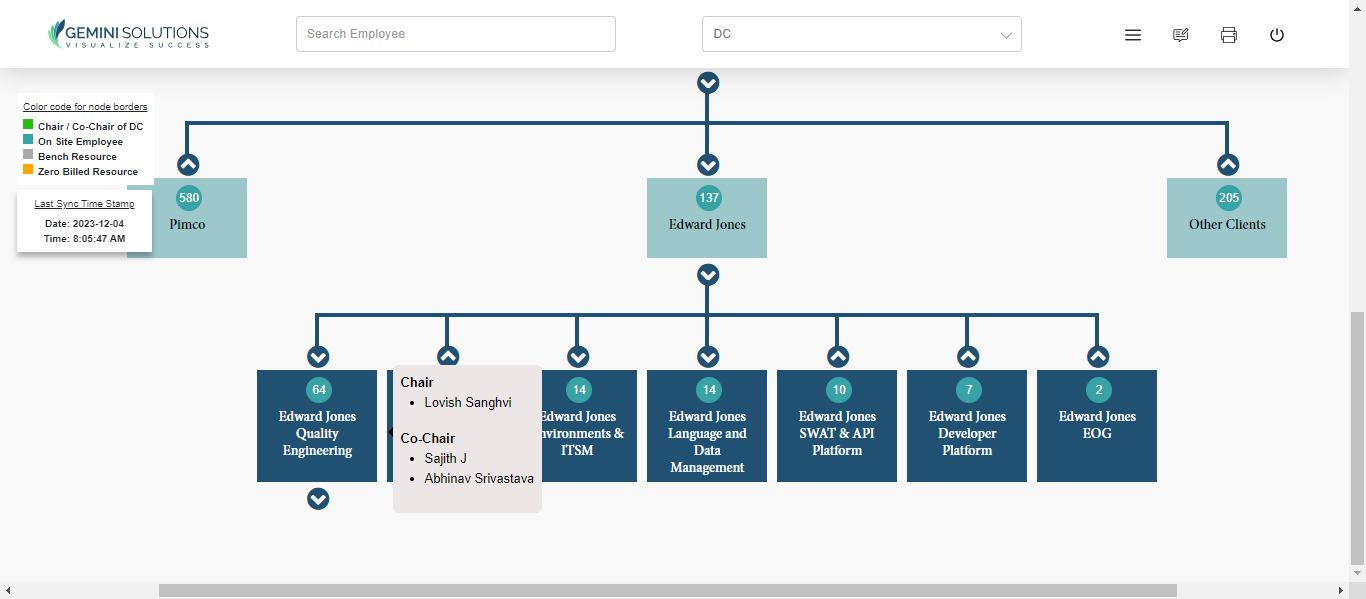 GEMINI SOLUTIONS
VISUALIZE SUCCESS
Search Employee
DC
Color code for node borders
Chair / Co-Chair of DC
On Site Employee
Bench Resource
Zero Billed Resource
Last Sync Time Stamp
Date: 2023-12-04
Time: 8:05:47 AM
580
Pimco
137
Edward Jones
205
Other Clients
64
Edward Jones
Quality
Engineering
Chair
• Lovish Sanghvi
Co-Chair
• Sajith J
• Abhinav Srivastava
14
Edward Jones
nvironments &
ITSM
14
Edward Jones
Language and
Data
Management
10
Edward Jones
SWAT & API
Platform
7
Edward Jones
Developer
Platform
2
Edward Jones
EOG